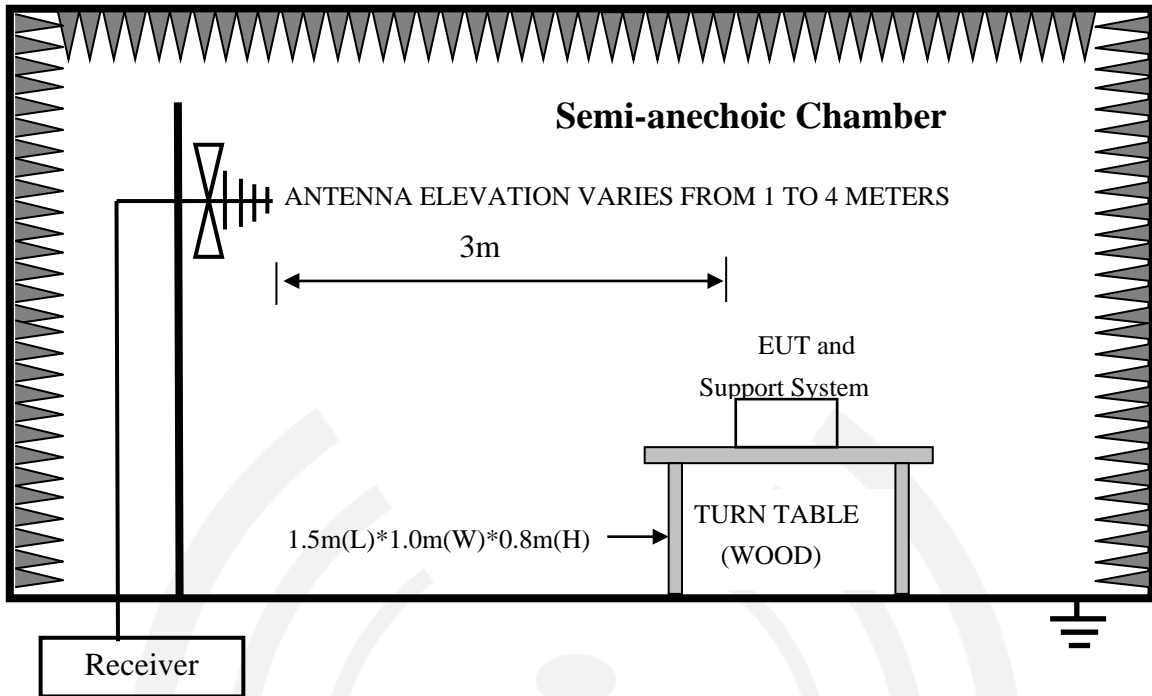 Semi-anechoic Chamber
ANTENNA ELEVATION VARIES FROM 1 TO 4 METERS
3m
EUT and
Support System
1.5m(L)*1.0m(W)*0.8m(H)
TURN TABLE
(WOOD)
Receiver